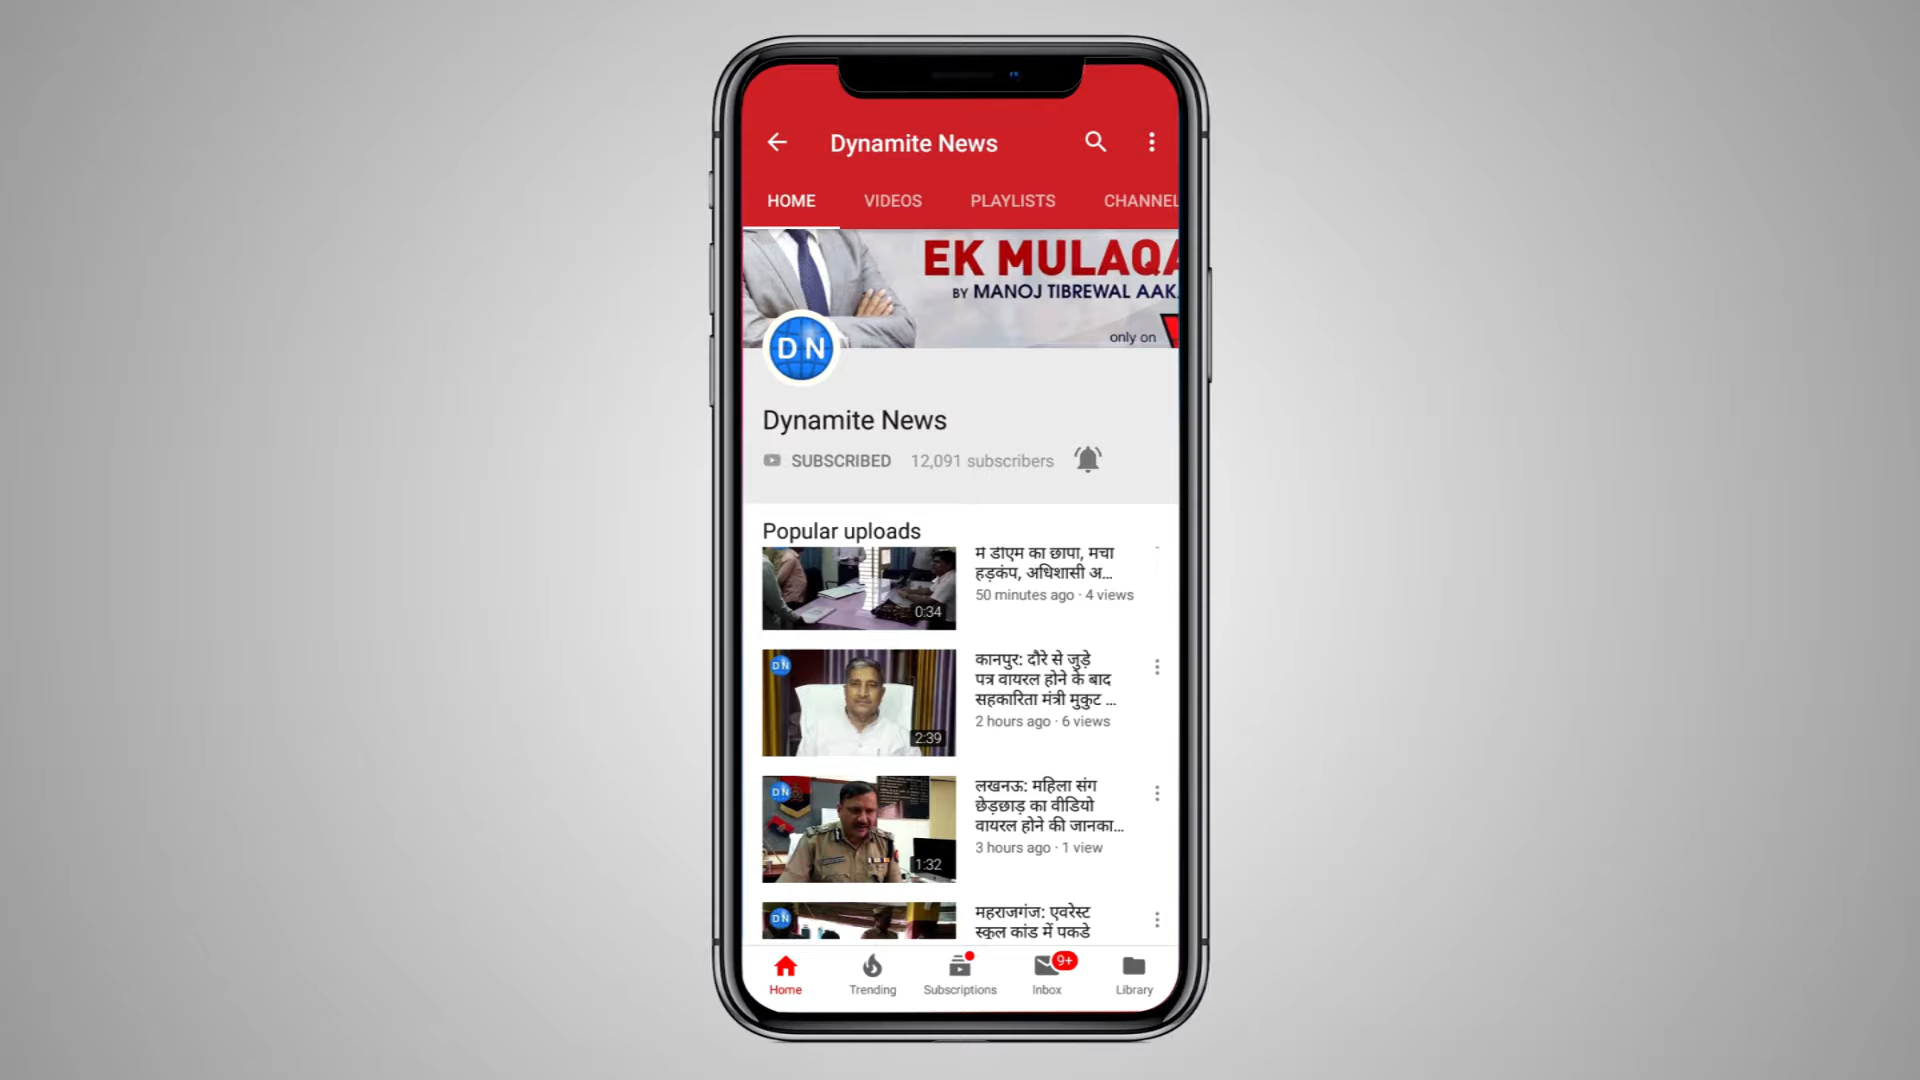 Dynamite News
HOME VIDEOS PLAYLISTS CHANNEL
EK MULAQA
BY MANOJ TIBREWAL AAK
only on
DN
Dynamite News
SUBSCRIBED 12,091 subscribers
Popular uploads
में डीएम का छापा, मचा
हड़कंप, अधिशासी अ...
50 minutes ago · 4 views
0:34
DN
कानपुर: दौरे से जुड़े
पत्र वायरल होने के बाद
सहकारिता मंत्री मुकुट ...
2 hours ago · 6 views
2:39
DN
लखनऊ: महिला संग
छेड़छाड़ का वीडियो
वायरल होने की जानका...
3 hours ago · 1 view
1:32
DN
महराजगंज: एवरेस्ट
स्कूल कांड में पकडे
9+
Home Trending Subscriptions Inbox Library